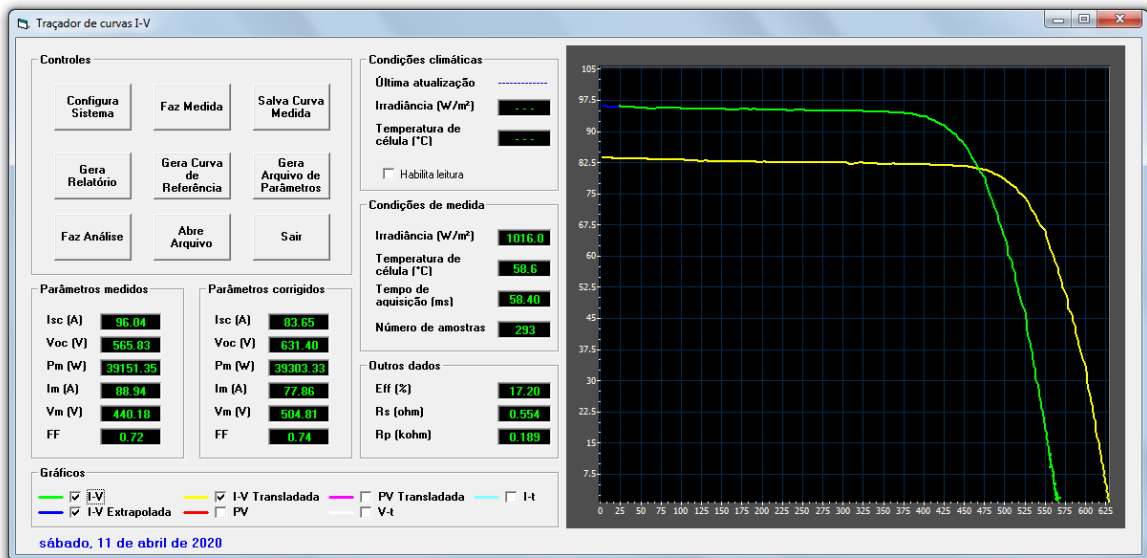 Traçador de curvas I-V
Controles
Configura
Sistema
Faz Medida
Salva Curva
Medida
Gera
Relatório
Gera Curva
de
Referência
Gera
Arquivo de
Parâmetros
Faz Análise
Abre
Arquivo
Sair
Condições climáticas
Última atualização ------------
Irradiância (W/m²) - - -
Temperatura de
célula (°C) - - -
Habilita leitura
Condições de medida
Irradiância (W/m²) 1016.0
Temperatura de
célula (°C) 58.6
Tempo de
aquisição (ms) 58.40
Número de amostras 293
Parâmetros medidos
Isc (A) 96.04
Voc (V) 565.83
Pm (W) 39151.35
Im (A) 88.94
Vm (V) 440.18
FF 0.72
Parâmetros corrigidos
Isc (A) 83.65
Voc (V) 631.40
Pm (W) 39303.33
Im (A) 77.86
Vm (V) 504.81
FF 0.74
Outros dados
Eff (%) 17.20
Rs (ohm) 0.554
Rp (kohm) 0.189
Gráficos
I-V I-V Transladada PV Transladada I-t
I-V Extrapolada PV V-t
sábado, 11 de abril de 2020
105
97.5
90
82.5
75
67.5
60
52.5
45
37.5
30
22.5
15
7.5
0 25 50 75 100 125 150 175 200 225 250 275 300 325 350 375 400 425 450 475 500 525 550 575 600 630